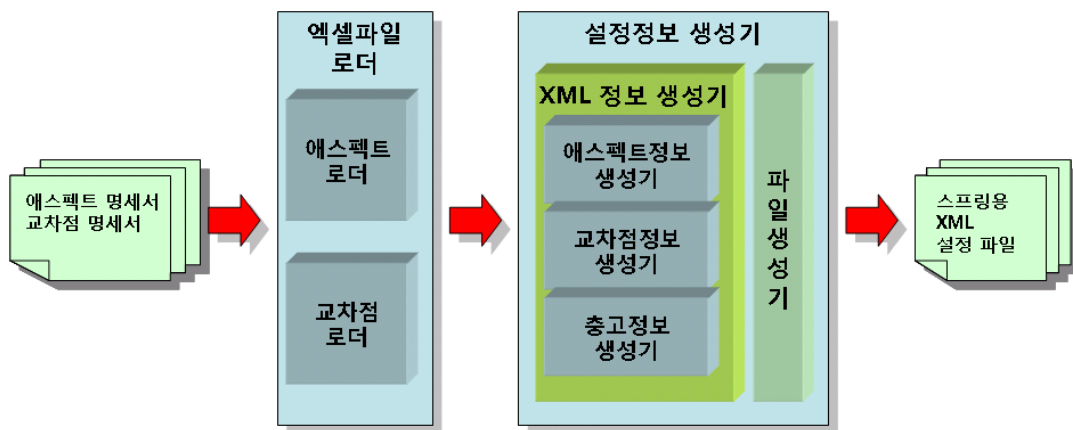 애스펙트 명세서
교차점 명세서
엑셀파일
로더
애스펙트
로더
교차점
로더
설정정보 생성기
XML 정보 생성기
애스펙트정보
생성기
교차점정보
생성기
충고정보
생성기
파
일
생
성
기
스프링용
XML
설정 파일